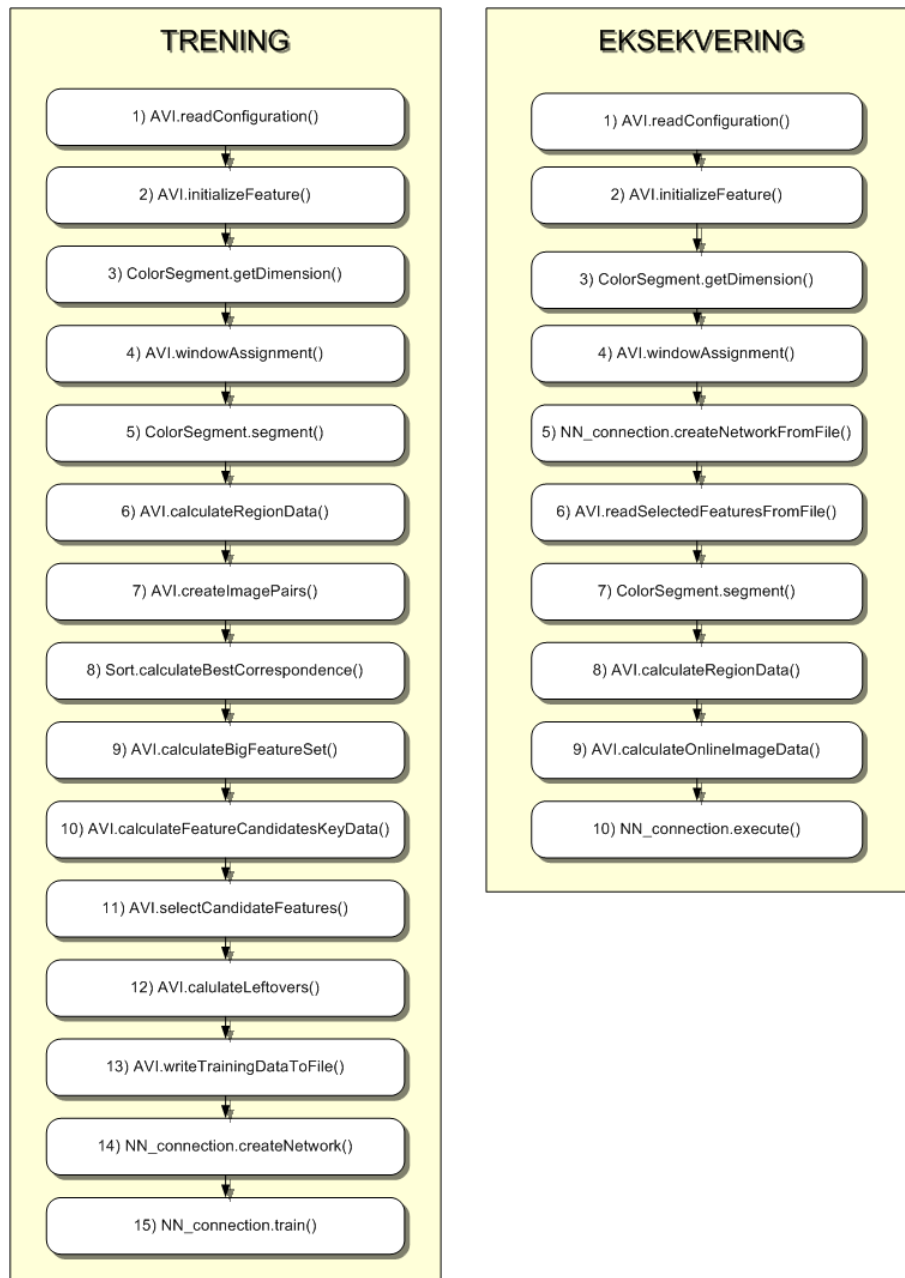 TRENING
1) AVI.readConfiguration()
2) AVI.initializeFeature()
3) ColorSegment.getDimension()
4) AVI.windowAssignment()
5) ColorSegment.segment()
6) AVI.calculateRegionData()
7) AVI.createImagePairs()
8) Sort.calculateBestCorrespondence()
9) AVI.calculateBigFeatureSet()
10) AVI.calculateFeatureCandidatesKeyData()
11) AVI.selectCandidateFeatures()
12) AVI.calulateLeftovers()
13) AVI.writeTrainingDataToFile()
14) NN_connection.createNetwork()
15) NN_connection.train()
EKSEKVERING
1) AVI.readConfiguration()
2) AVI.initializeFeature()
3) ColorSegment.getDimension()
4) AVI.windowAssignment()
5) NN_connection.createNetworkFromFile()
6) AVI.readSelectedFeaturesFromFile()
7) ColorSegment.segment()
8) AVI.calculateRegionData()
9) AVI.calculateOnlineImageData()
10) NN_connection.execute()